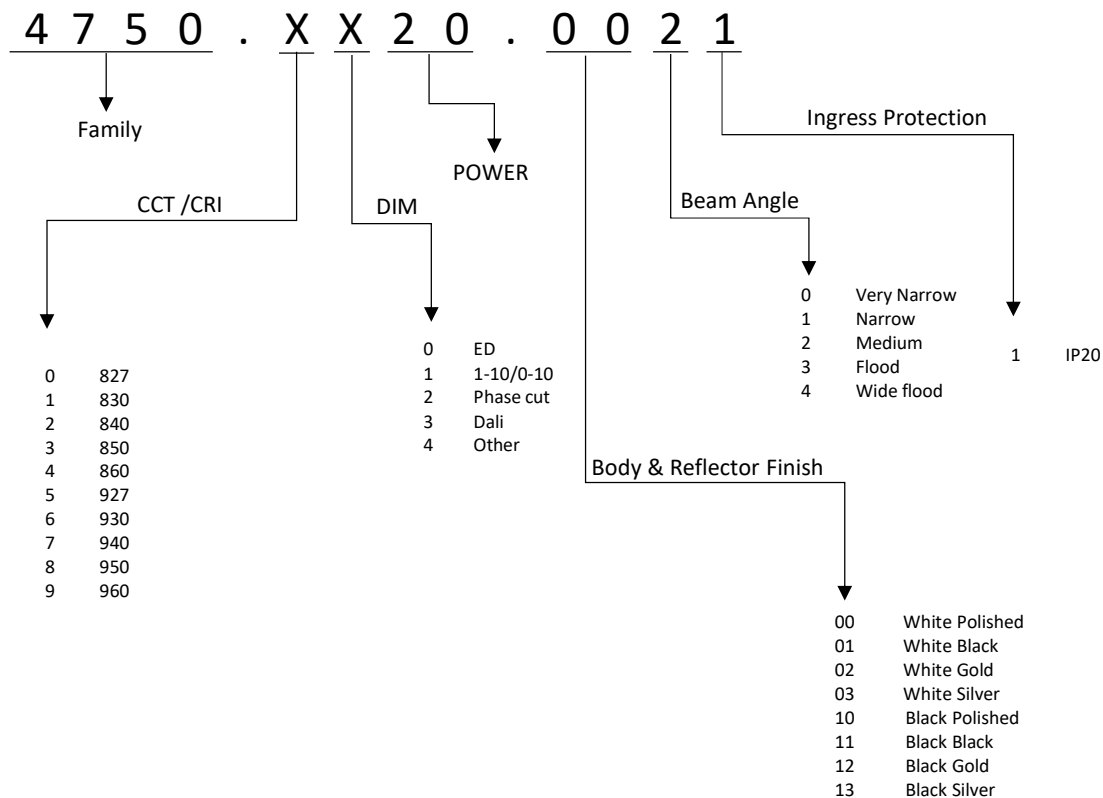 4 7 5 0 . X X 2 0 . 0 0 2 1
Family
POWER
Ingress Protection
CCT /CRI
DIM
Beam Angle
0 827
1 830
2 840
3 850
4 860
5 927
6 930
7 940
8 950
9 960
0 ED
1 1-10/0-10
2 Phase cut
3 Dali
4 Other
0 Very Narrow
1 Narrow
2 Medium
3 Flood
4 Wide flood
1 IP20
Body & Reflector Finish
00 White Polished
01 White Black
02 White Gold
03 White Silver
10 Black Polished
11 Black Black
12 Black Gold
13 Black Silver